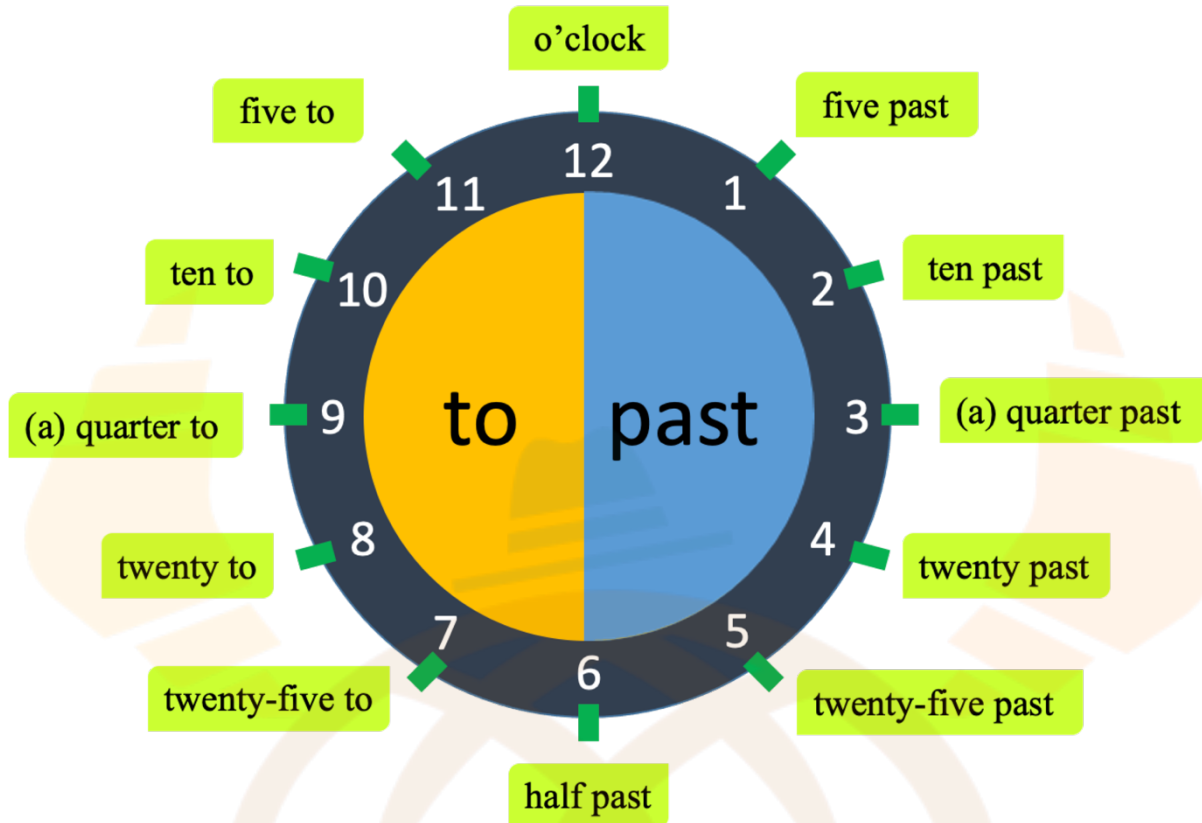 o’clock
five to
five past
12
11
1
ten to
ten past
10
2
(a) quarter to
9
to
past
3
(a) quarter past
twenty to
8
4
twenty past
7
5
6
twenty-five to
twenty-five past
half past